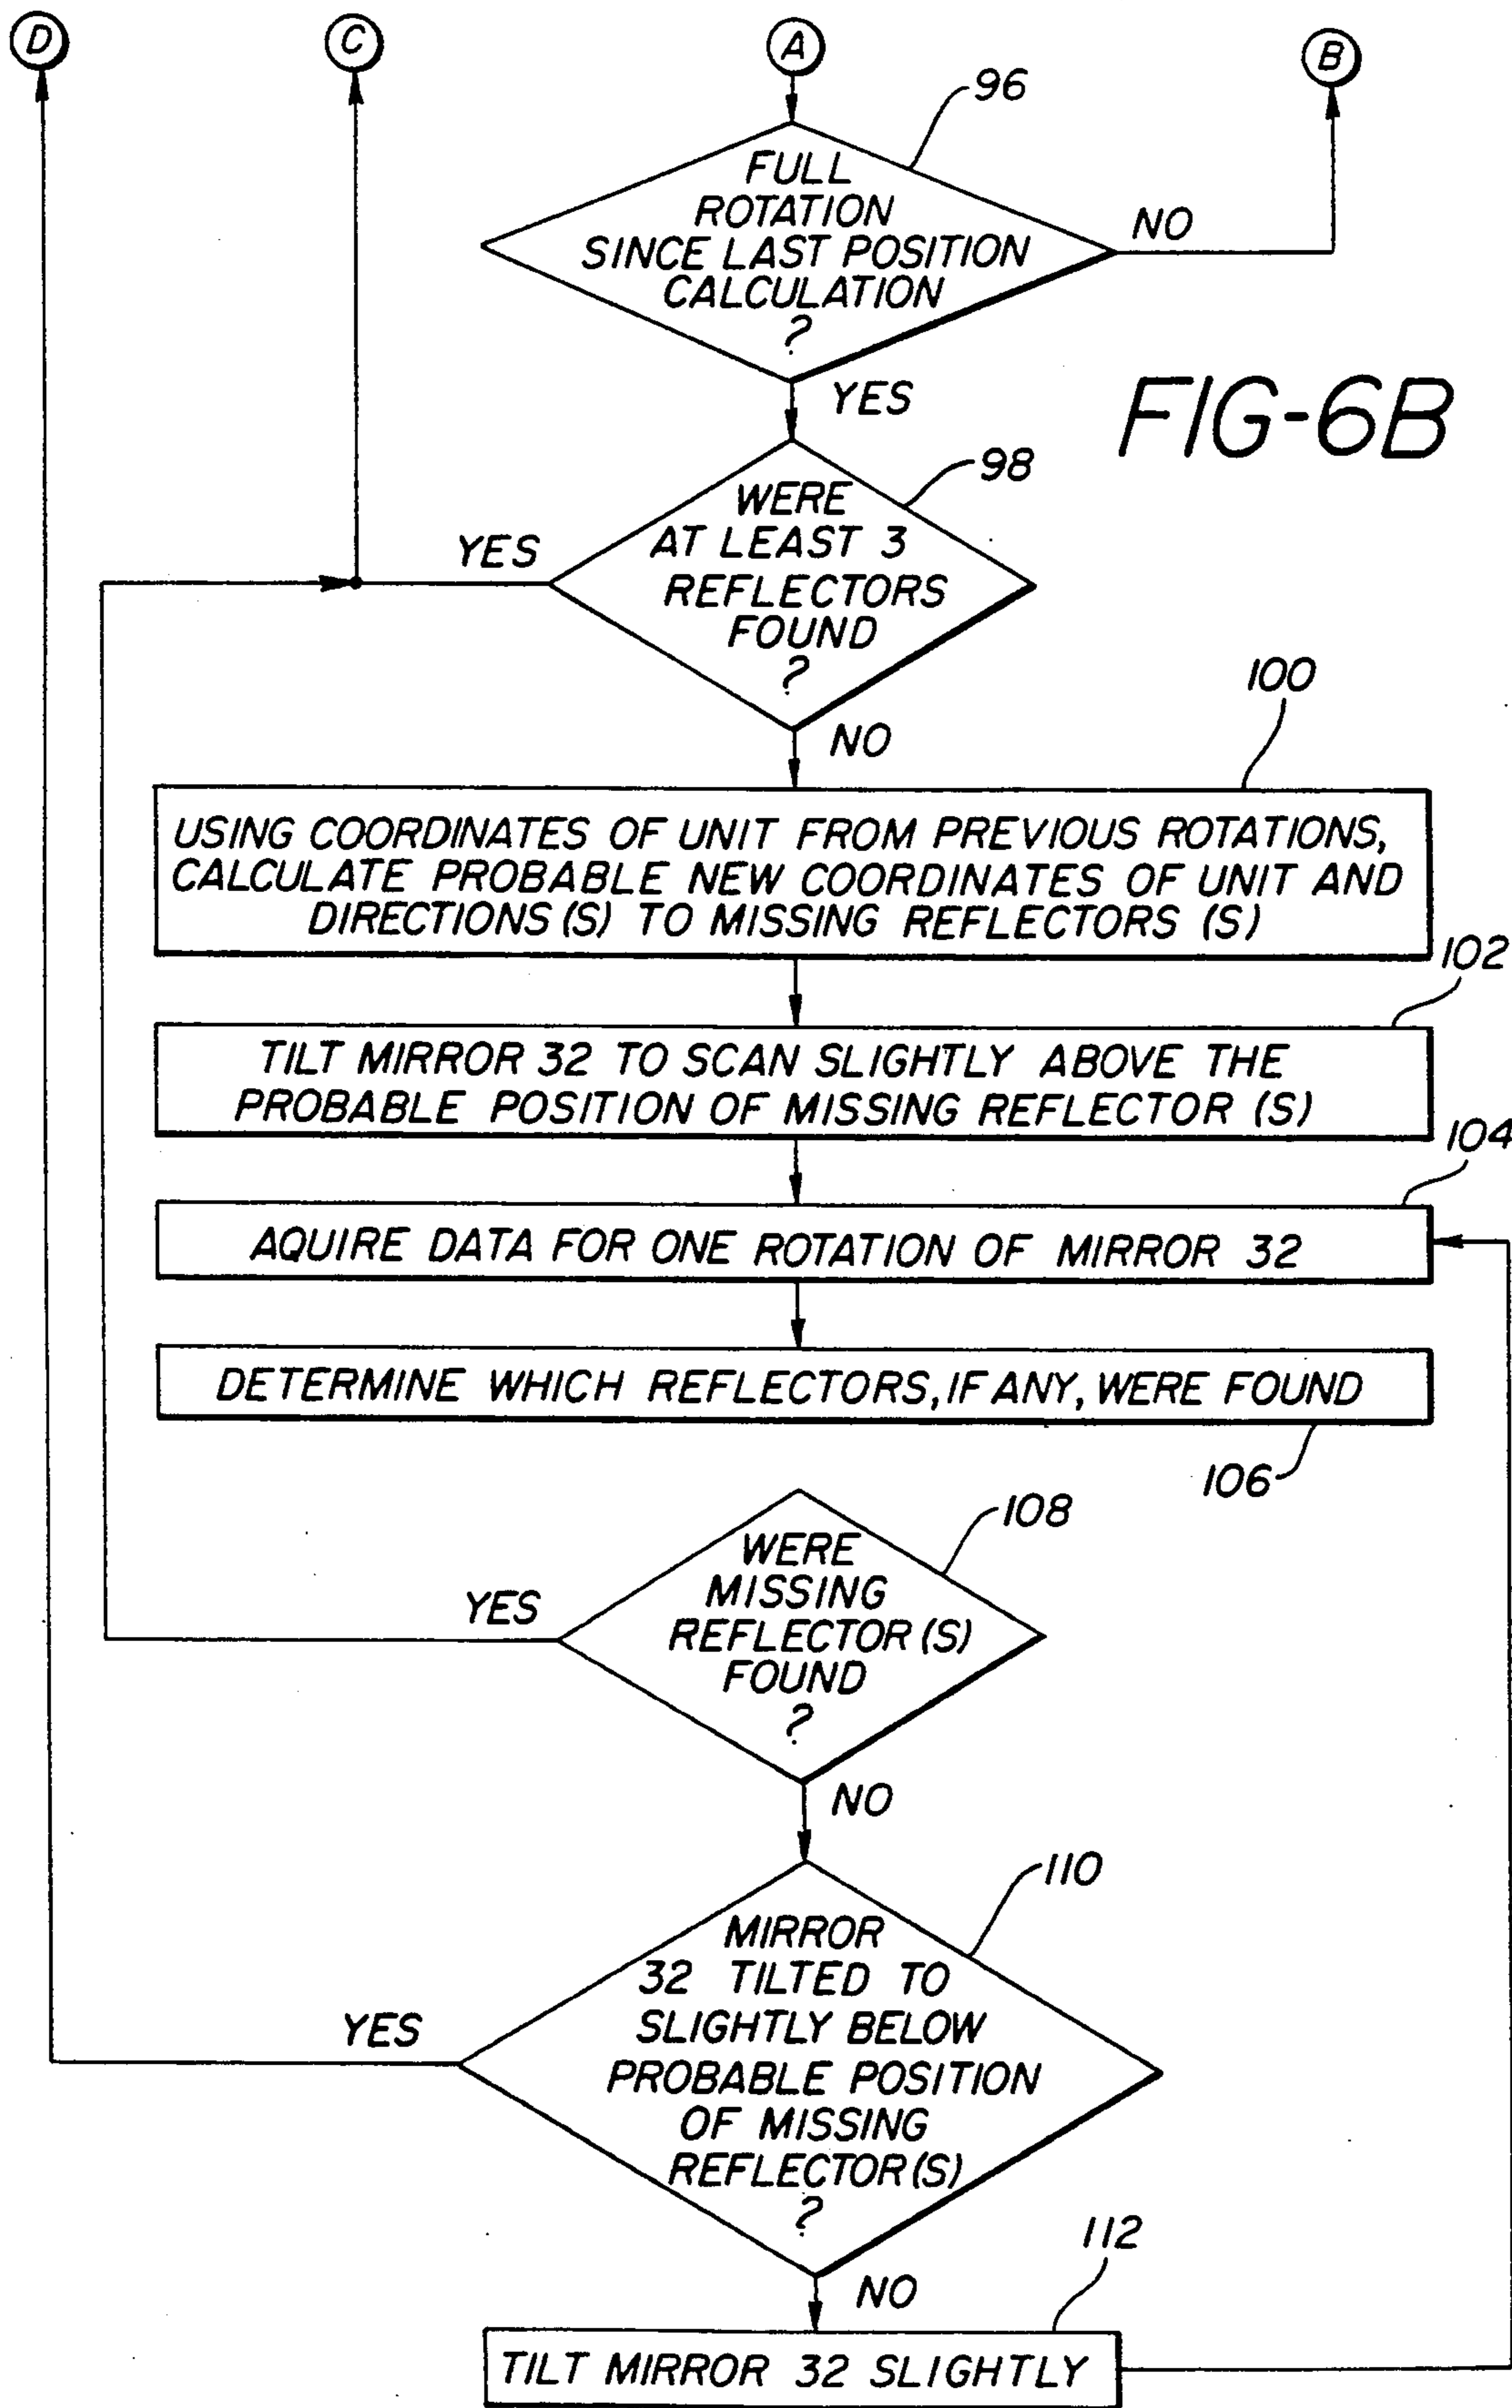 D
C
A
B
96
FULL
ROTATION
SINCE LAST POSITION
CALCULATION
?
NO
YES
FIG-6B
98
WERE
AT LEAST 3
REFLECTORS
FOUND
?
YES
NO
100
USING COORDINATES OF UNIT FROM PREVIOUS ROTATIONS,
CALCULATE PROBABLE NEW COORDINATES OF UNIT AND
DIRECTIONS (S) TO MISSING REFLECTORS (S)
102
TILT MIRROR 32 TO SCAN SLIGHTLY ABOVE THE
PROBABLE POSITION OF MISSING REFLECTOR (S)
104
AQUIRE DATA FOR ONE ROTATION OF MIRROR 32
DETERMINE WHICH REFLECTORS, IF ANY, WERE FOUND
106
108
WERE
MISSING
REFLECTOR (S)
FOUND
?
YES
NO
110
MIRROR
32 TILTED TO
SLIGHTLY BELOW
PROBABLE POSITION
OF MISSING
REFLECTOR (S)
?
YES
NO
112
TILT MIRROR 32 SLIGHTLY